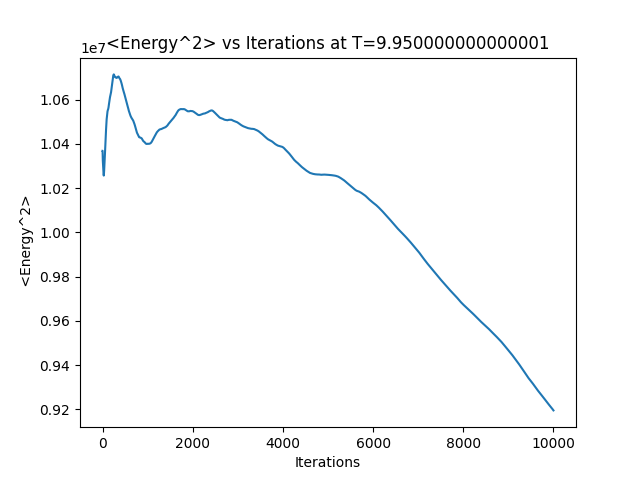 1e7
<Energy^2> vs Iterations at T=9.950000000000001
1.06
1.04
1.02
1.00
0.98
0.96
0.94
0.92
<Energy^2>
0 2000 4000 6000 8000 10000
Iterations